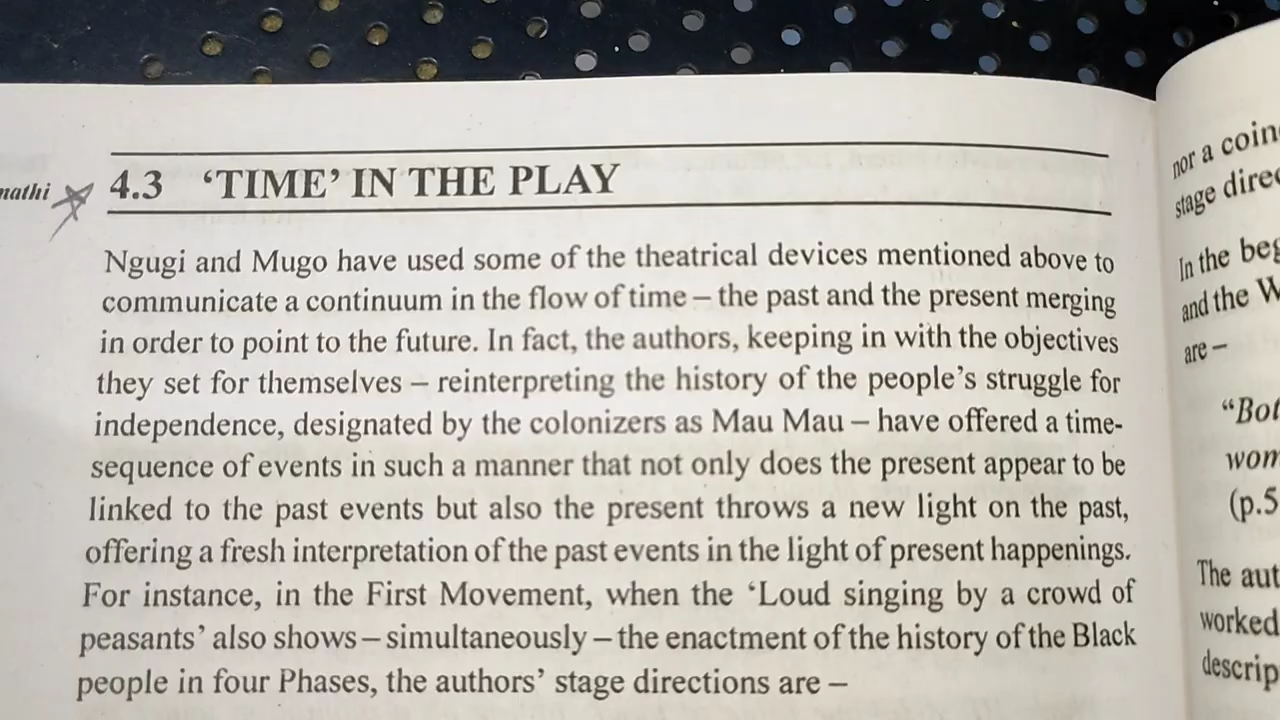 nathi
4.3 ‘TIME’ IN THE PLAY
Ngugi and Mugo have used some of the theatrical devices mentioned above to
communicate a continuum in the flow of time – the past and the present merging
in order to point to the future. In fact, the authors, keeping in with the objectives
they set for themselves – reinterpreting the history of the people’s struggle for
independence, designated by the colonizers as Mau Mau – have offered a time-
sequence of events in such a manner that not only does the present appear to be
linked to the past events but also the present throws a new light on the past,
offering a fresh interpretation of the past events in the light of present happenings.
For instance, in the First Movement, when the ‘Loud singing by a crowd of
peasants’ also shows – simultaneously – the enactment of the history of the Black
people in four Phases, the authors’ stage directions are –
nor a coin
stage direc
In the beg
and the W
are –
“Bot
wom
(p.5
The aut
worked
descrip